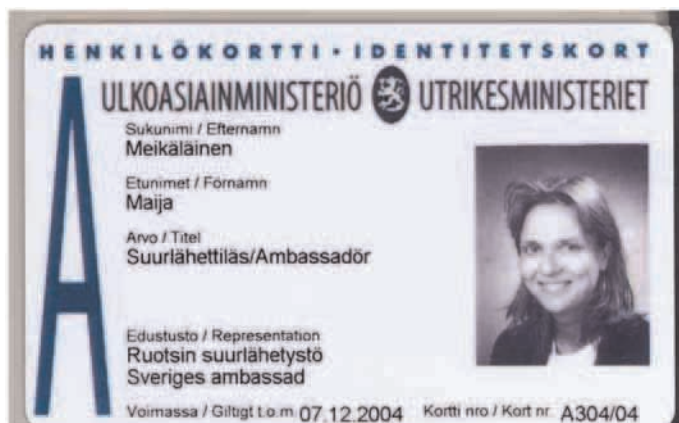 HENKILÖKORTTI · IDENTITETSKORT
A
ULKOASIAINMINISTERIÖ UTRIKESMINISTERIET
Sukunimi / Efternamn
Meikäläinen
Etunimet / Förnamn
Maija
Arvo / Titel
Suurlähettiläs/Ambassadör
Edustusto / Representation
Ruotsin suurlähetystö
Sveriges ambassad
Voimassa / Giltigt t.o.m. 07.12.2004 Kortti nro / Kort nr. A304/04